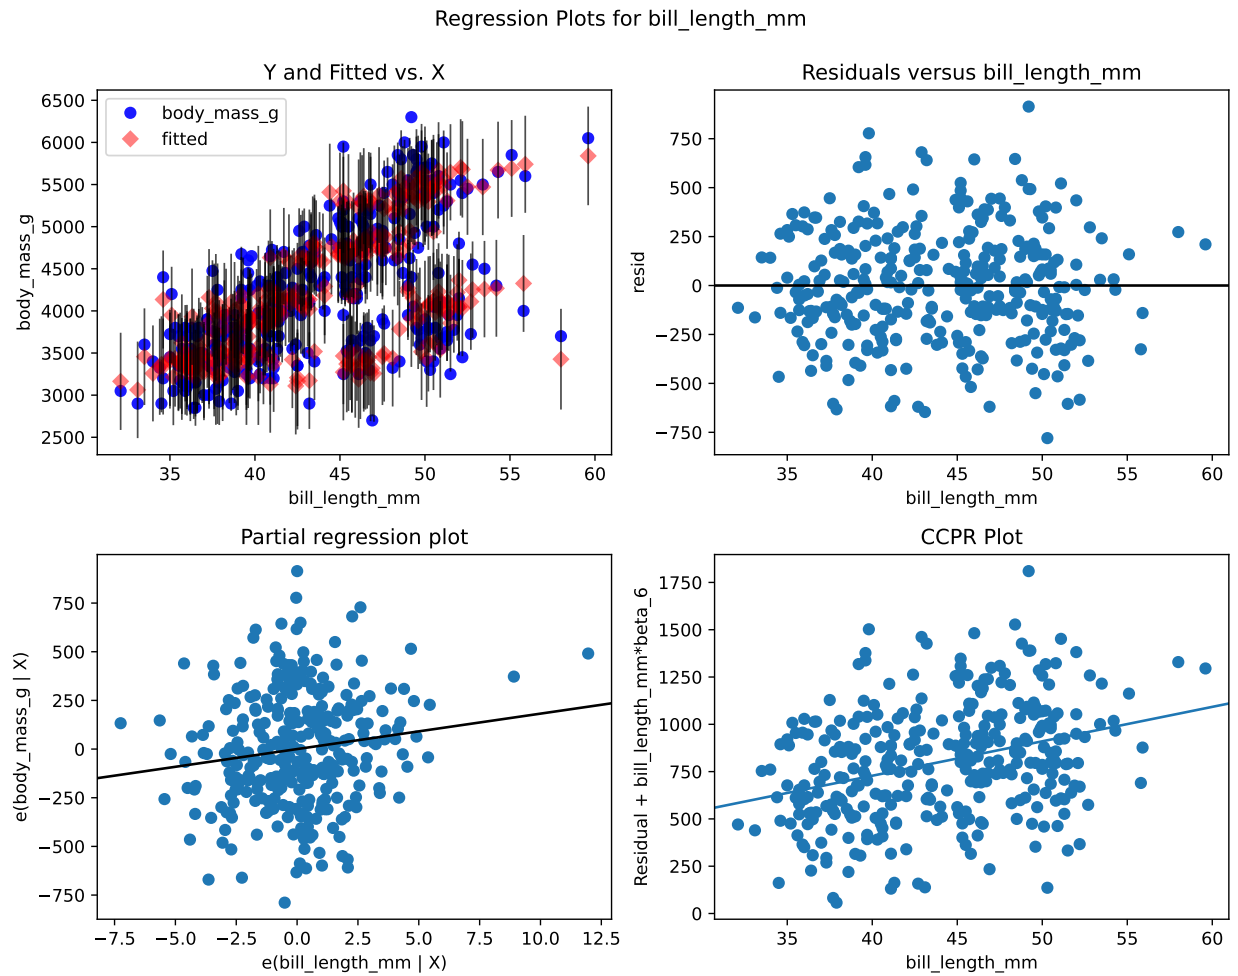 Regression Plots for bill_length_mm
Y and Fitted vs. X
body_mass_g
fitted
6500
6000
5500
5000
4500
4000
3500
3000
2500
body_mass_g
35 40 45 50 55 60
bill_length_mm
Residuals versus bill_length_mm
750
500
250
0
−250
−500
−750
resid
35 40 45 50 55 60
bill_length_mm
Partial regression plot
750
500
250
0
−250
−500
−750
e(body_mass_g | X)
−7.5 −5.0 −2.5 0.0 2.5 5.0 7.5 10.0 12.5
e(bill_length_mm | X)
CCPR Plot
1750
1500
1250
1000
750
500
250
0
Residual + bill_length_mm*beta_6
35 40 45 50 55 60
bill_length_mm